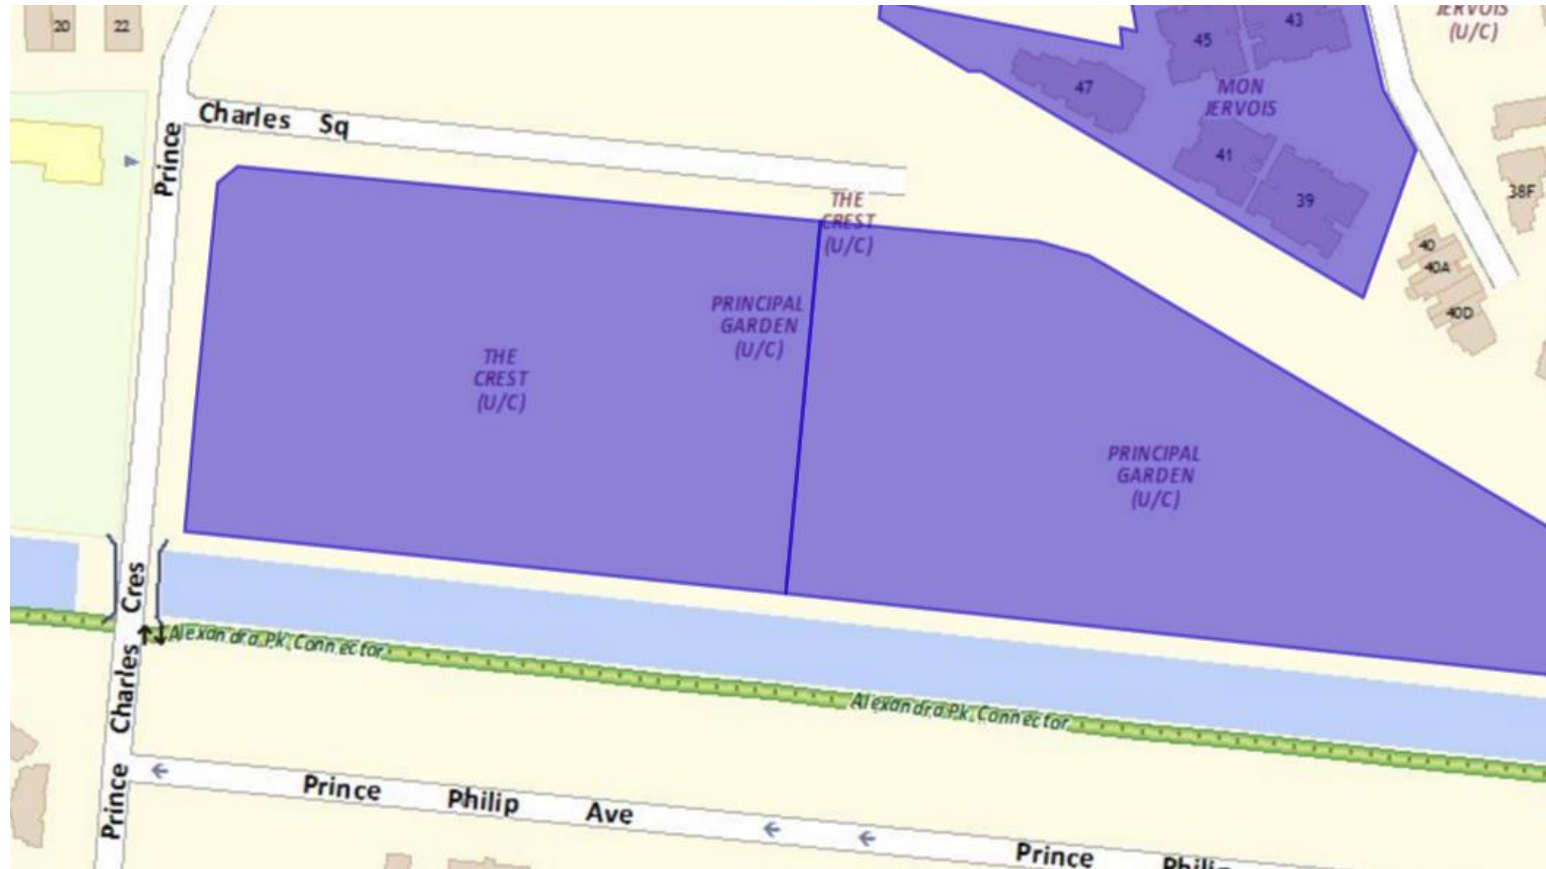 20
22
45
43
JERVOIS
(U/C)
47
MON
JERVOIS
Charles Sq
Prince
41
39
38F
THE
CREST
(U/C)
40
40A
40D
PRINCIPAL
GARDEN
(U/C)
THE
CREST
(U/C)
PRINCIPAL
GARDEN
(U/C)
Prince Charles Cres
Alexandra Pk Connector
Alexandra Pk Connector
Prince Philip Ave
Prince